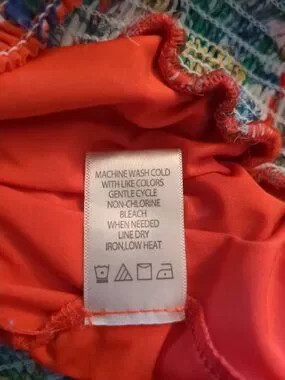 MACHINE WASH COLD
WITH LIKE COLORS
GENTLE CYCLE
NON-CHLORINE
BLEACH
WHEN NEEDED
LINE DRY
IRON,LOW HEAT